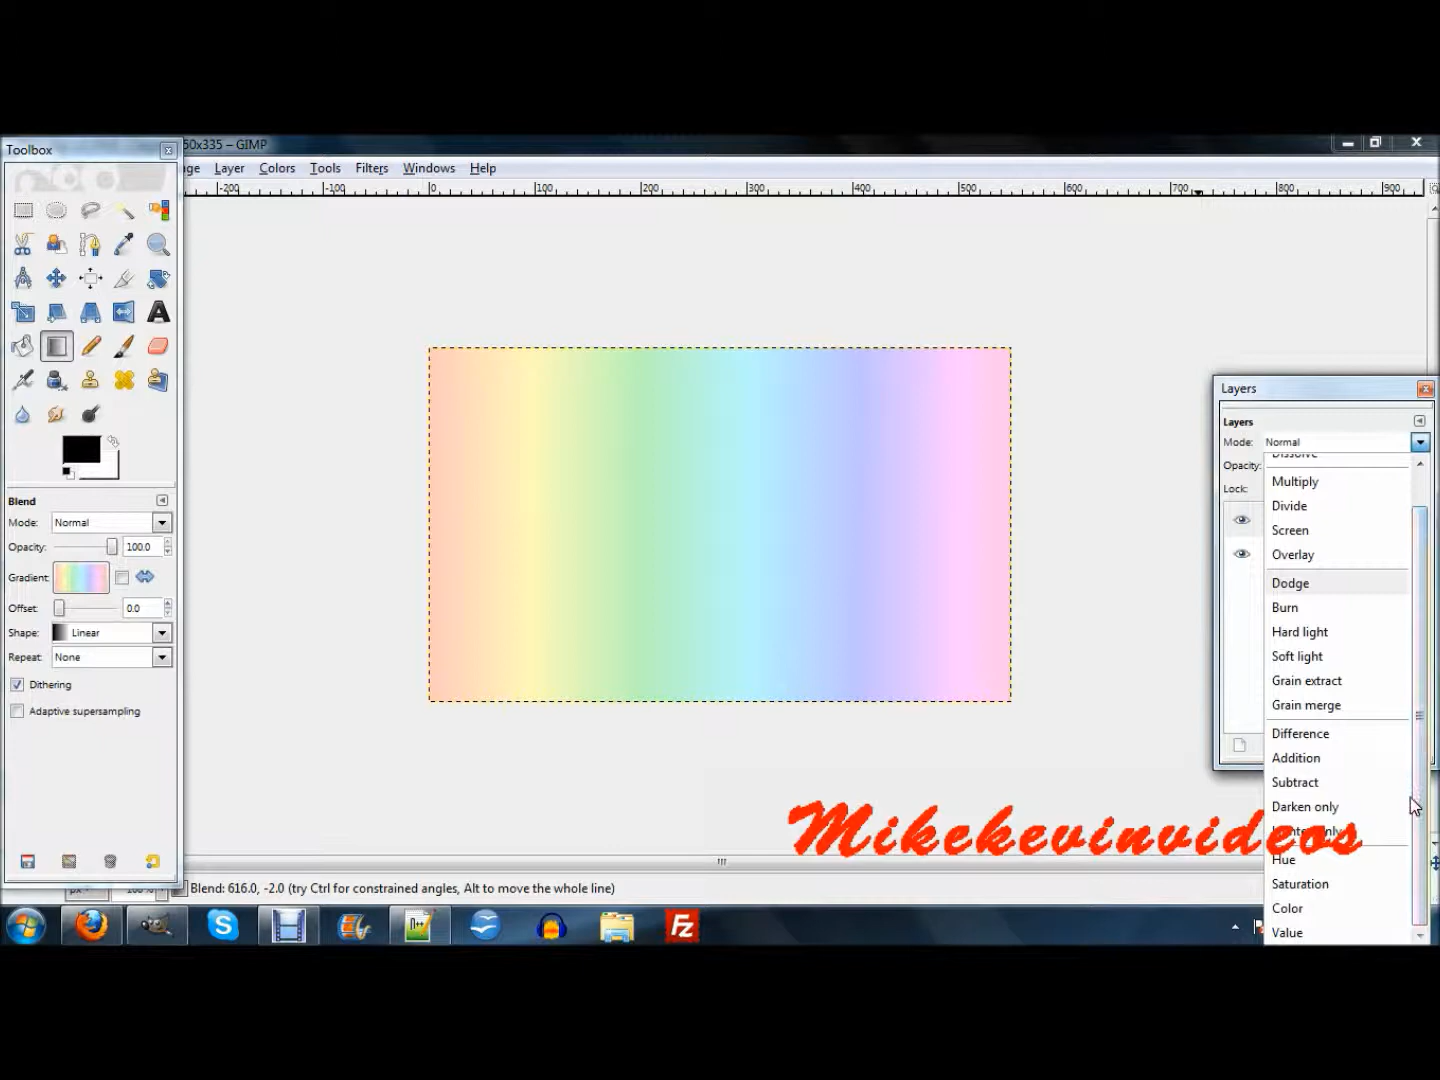 50x335 – GIMP
Toolbox
ge Layer Colors Tools Filters Windows Help
-200 -100 0 100 200 300 400 500 600 700 800 900
Blend
Mode: Normal
Opacity: 100.0
Gradient:
Offset: 0.0
Shape: Linear
Repeat: None
Dithering
Adaptive supersampling
Layers
Layers
Mode: Normal
Opacity:
Lock:
Dissolve
Multiply
Divide
Screen
Overlay
Dodge
Burn
Hard light
Soft light
Grain extract
Grain merge
Difference
Addition
Subtract
Darken only
Hue
Saturation
Color
Value
Mikekevinvideos
Blend: 616.0, -2.0 (try Ctrl for constrained angles, Alt to move the whole line)